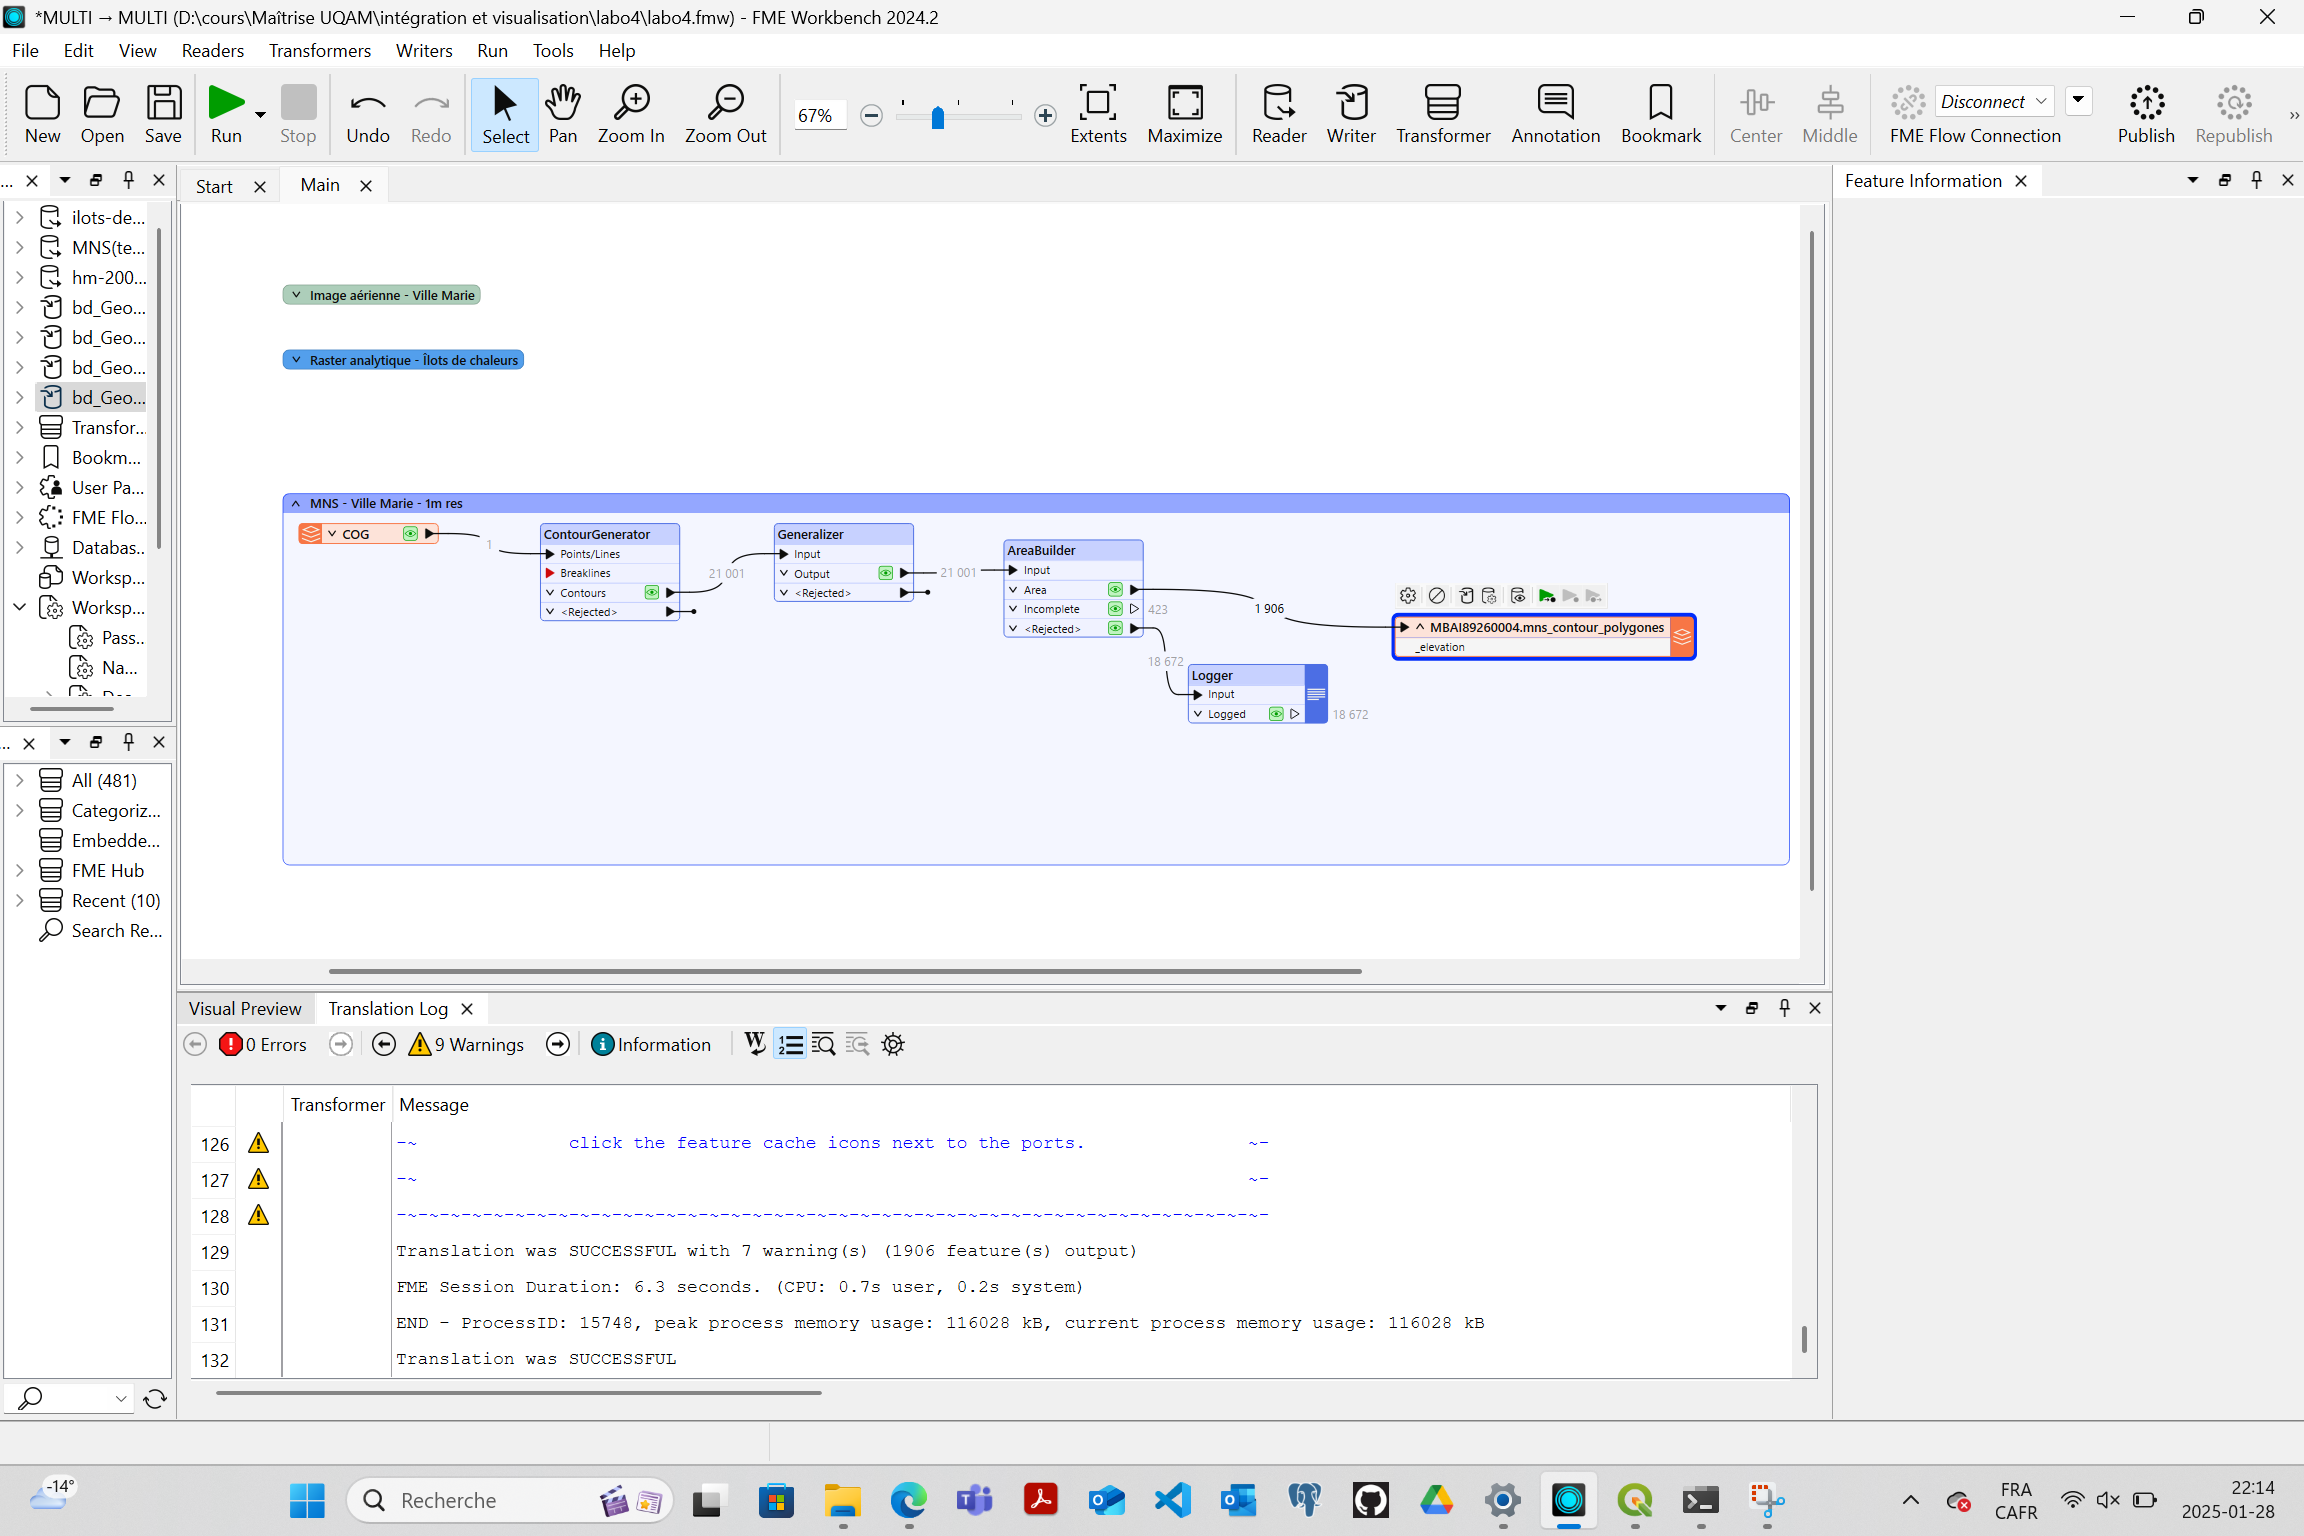 *MULTI → MULTI (D:\cours\Maîtrise UQAM\intégration et visualisation\labo4\labo4.fmw) - FME Workbench 2024.2
File Edit View Readers Transformers Writers Run Tools Help
New Open Save Run Stop Undo Redo Select Pan Zoom In Zoom Out 67% Extents Maximize Reader Writer Transformer Annotation Bookmark Center Middle Disconnect FME Flow Connection Publish Republish
...
Start Main
Feature Information
ilots-de...
MNS(te...
hm-200...
bd_Geo...
bd_Geo...
bd_Geo...
bd_Geo...
Transfor...
Bookm...
User Pa...
FME Flo...
Databas...
Worksp...
Worksp...
Pass...
Na...
...
All (481)
Categoriz...
Embedde...
FME Hub
Recent (10)
Search Re...
Image aérienne - Ville Marie
Raster analytique - Îlots de chaleurs
MNS - Ville Marie - 1m res
COG
1
ContourGenerator
Points/Lines
Breaklines
Contours
<Rejected>
21 001
Generalizer
Input
Output
<Rejected>
21 001
AreaBuilder
Input
Area
Incomplete
423
<Rejected>
1 906
18 672
MBAI89260004.mns_contour_polygones
_elevation
Logger
Input
Logged
18 672
Visual Preview Translation Log
0 Errors 9 Warnings Information
Transformer Message
126 -~ click the feature cache icons next to the ports. ~-
127 -~ ~-
128 -~-~-~-~-~-~-~-~-~-~-~-~-~-~-~-~-~-~-~-~-~-~-~-~-~-~-~-~-~-~-~-~-~-~-~-~-~-~-~-~-
129 Translation was SUCCESSFUL with 7 warning(s) (1906 feature(s) output)
130 FME Session Duration: 6.3 seconds. (CPU: 0.7s user, 0.2s system)
131 END - ProcessID: 15748, peak process memory usage: 116028 kB, current process memory usage: 116028 kB
132 Translation was SUCCESSFUL
-14°
Recherche
FRA
CAFR
22:14
2025-01-28